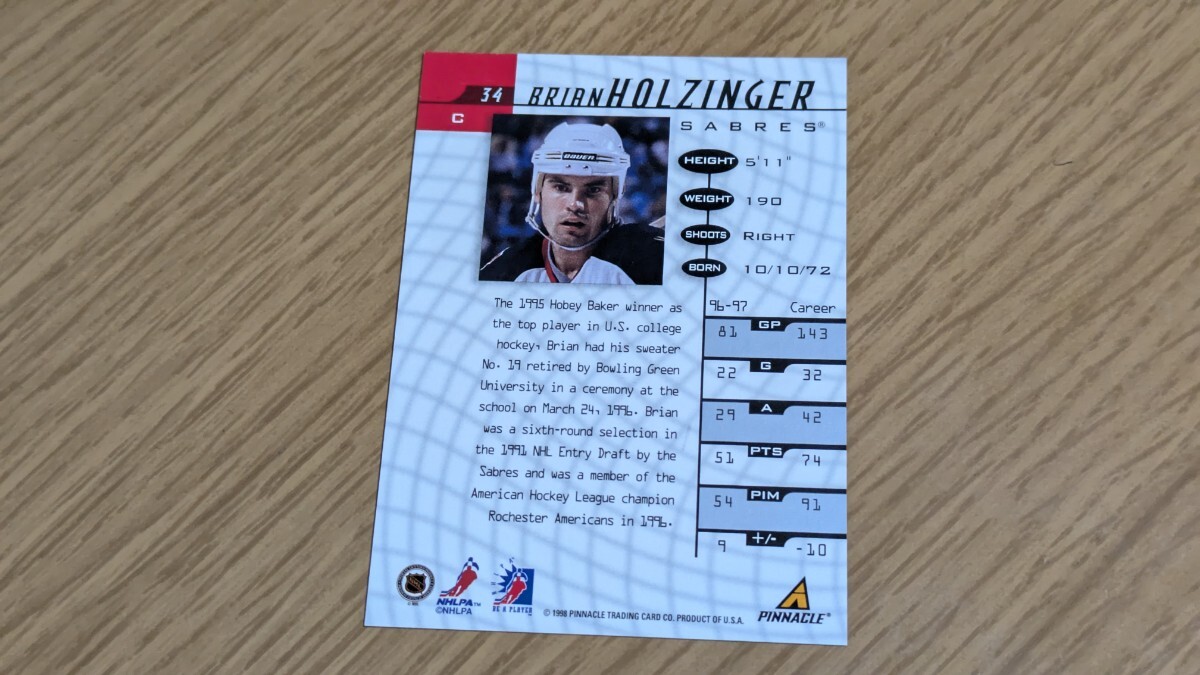 34 BRIAN HOLZINGER
C
SABRES®
BAUER
HEIGHT 5'11"
WEIGHT 190
SHOOTS RIGHT
BORN 10/10/72
The 1995 Hobey Baker winner as
the top player in U.S. college
hockey, Brian had his sweater
No. 19 retired by Bowling Green
University in a ceremony at the
school on March 24, 1996. Brian
was a sixth-round selection in
the 1991 NHL Entry Draft by the
Sabres and was a member of the
American Hockey League champion
Rochester Americans in 1996.
96-97 Career
81 GP 143
22 G 32
29 A 42
51 PTS 74
54 PIM 91
9 +/- -10
NHLPA™
©NHLPA
BE A PLAYER
© 1998 PINNACLE TRADING CARD CO. PRODUCT OF U.S.A.
PINNACLE®